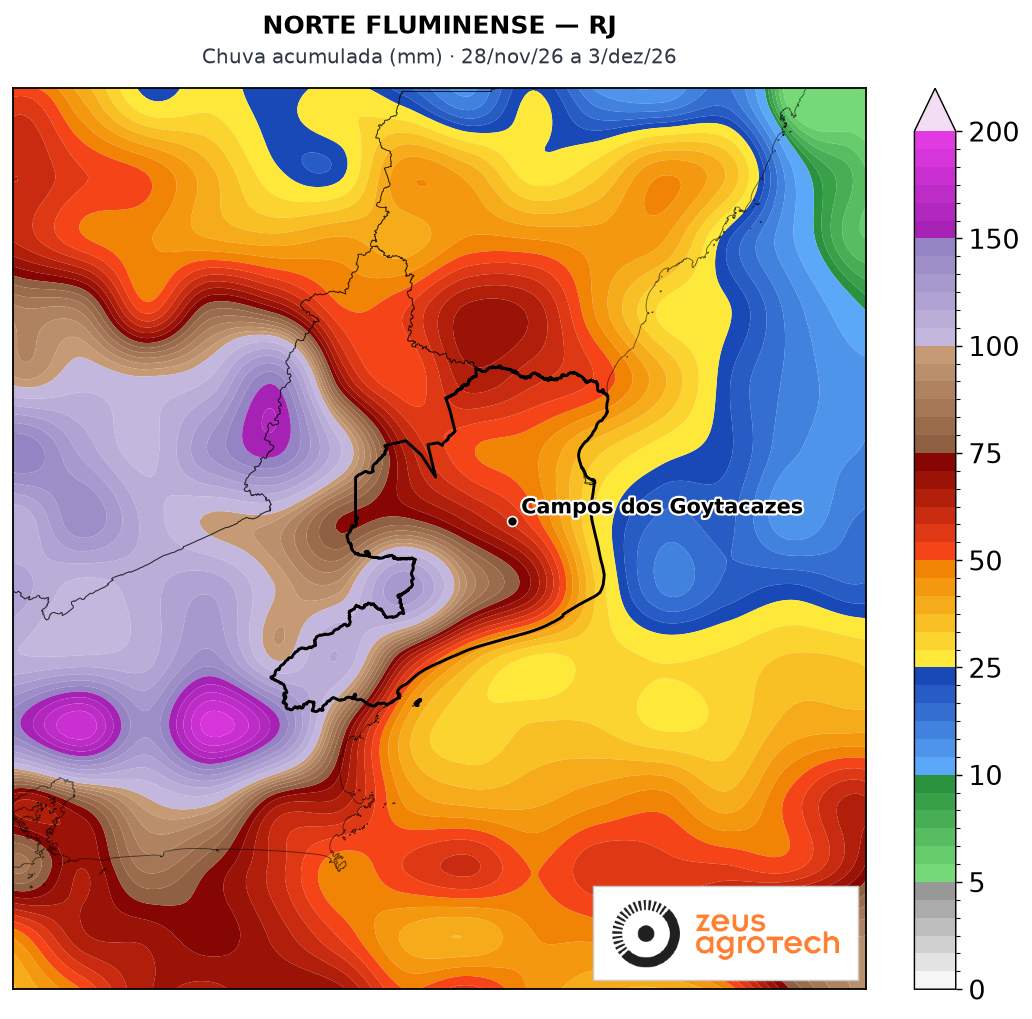 NORTE FLUMINENSE — RJ
Chuva acumulada (mm) · 28/nov/26 a 3/dez/26
200
150
100
75
50
25
10
5
0
Campos dos Goytacazes
zeus
agrotech